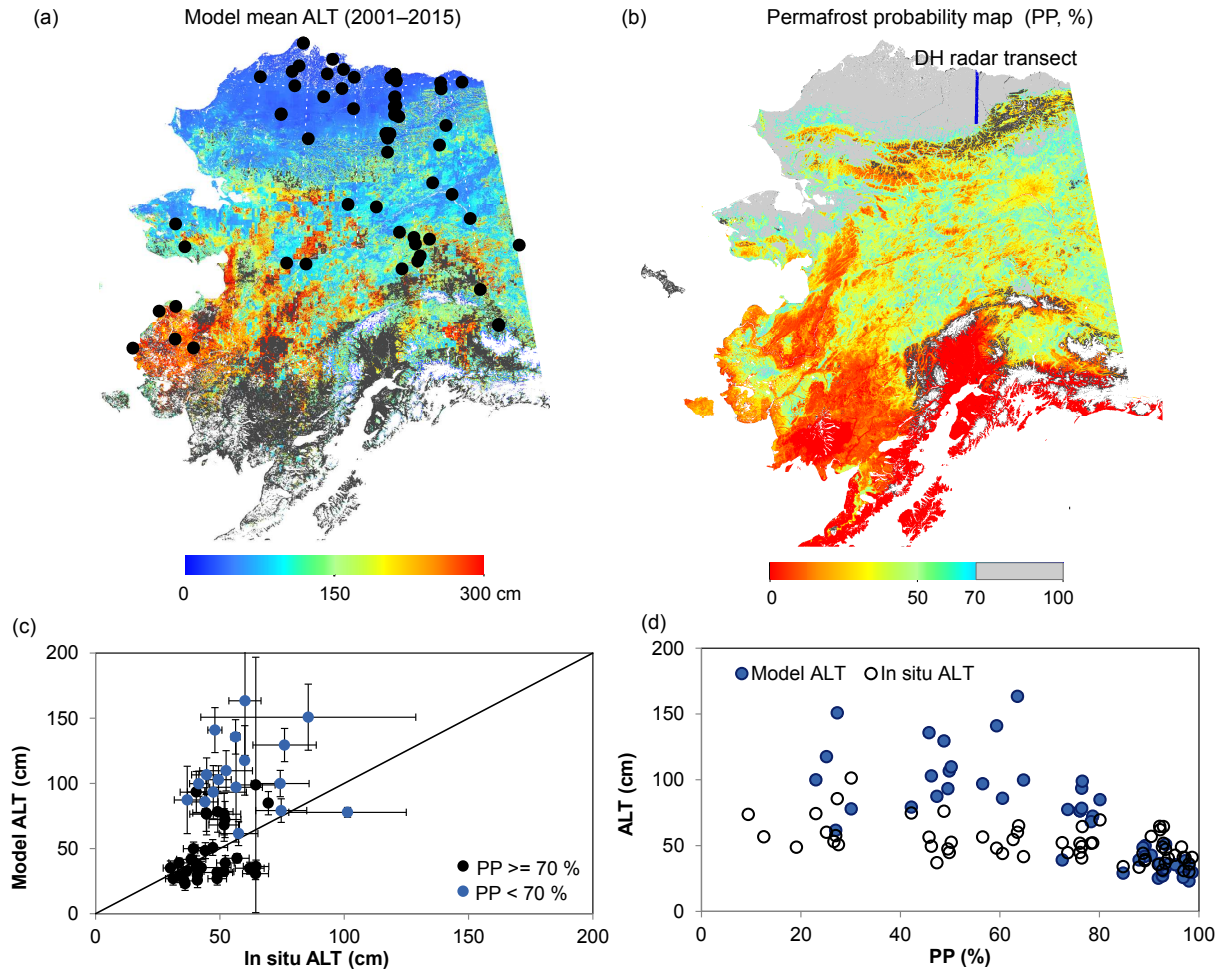 (a) Model mean ALT (2001–2015)
(b) Permafrost probability map (PP, %)
DH radar transect
0 150 300 cm
0 50 70 100
(c)
200
150
100
50
0
Model ALT (cm)
PP >= 70 %
PP < 70 %
0 50 100 150 200
In situ ALT (cm)
(d)
200
150
100
50
0
ALT (cm)
Model ALT
In situ ALT
0 20 40 60 80 100
PP (%)